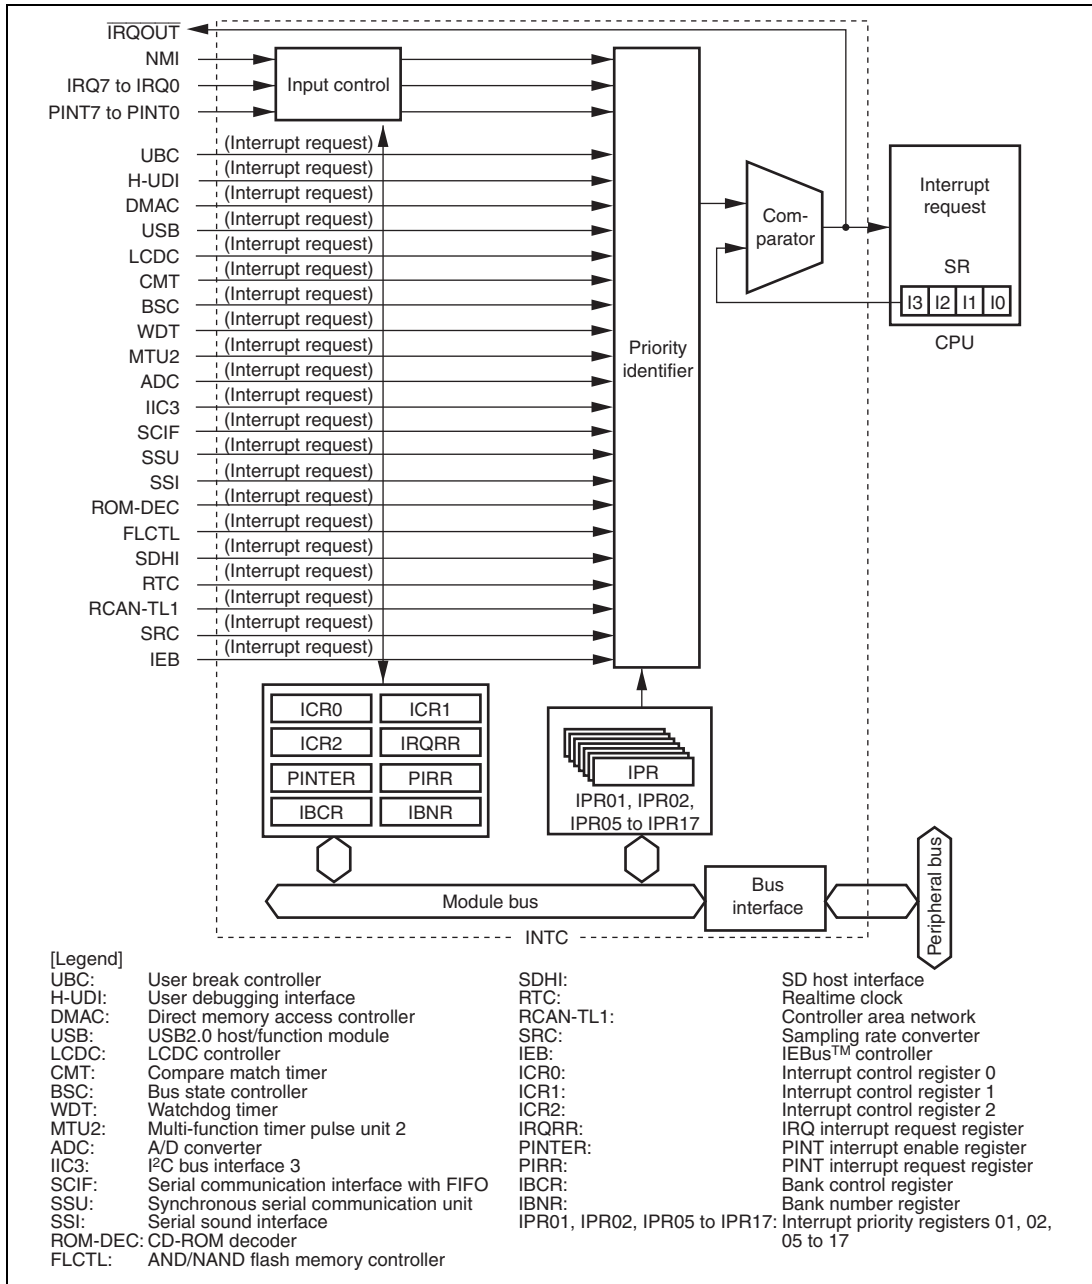 IRQOUT
NMI
IRQ7 to IRQ0
PINT7 to PINT0
Input control
UBC (Interrupt request)
H-UDI (Interrupt request)
DMAC (Interrupt request)
USB (Interrupt request)
LCDC (Interrupt request)
CMT (Interrupt request)
BSC (Interrupt request)
WDT (Interrupt request)
MTU2 (Interrupt request)
ADC (Interrupt request)
IIC3 (Interrupt request)
SCIF (Interrupt request)
SSU (Interrupt request)
SSI (Interrupt request)
ROM-DEC (Interrupt request)
FLCTL (Interrupt request)
SDHI (Interrupt request)
RTC (Interrupt request)
RCAN-TL1 (Interrupt request)
SRC (Interrupt request)
IEB (Interrupt request)
Priority
identifier
Com-
parator
Interrupt
request
SR
I3 I2 I1 I0
CPU
ICR0 ICR1
ICR2 IRQRR
PINTER PIRR
IBCR IBNR
IPR
IPR01, IPR02,
IPR05 to IPR17
Module bus
Bus
interface
Peripheral bus
INTC
[Legend]
UBC: User break controller
H-UDI: User debugging interface
DMAC: Direct memory access controller
USB: USB2.0 host/function module
LCDC: LCDC controller
CMT: Compare match timer
BSC: Bus state controller
WDT: Watchdog timer
MTU2: Multi-function timer pulse unit 2
ADC: A/D converter
IIC3: I²C bus interface 3
SCIF: Serial communication interface with FIFO
SSU: Synchronous serial communication unit
SSI: Serial sound interface
ROM-DEC: CD-ROM decoder
FLCTL: AND/NAND flash memory controller
SDHI: SD host interface
RTC: Realtime clock
RCAN-TL1: Controller area network
SRC: Sampling rate converter
IEB: IEBus™ controller
ICR0: Interrupt control register 0
ICR1: Interrupt control register 1
ICR2: Interrupt control register 2
IRQRR: IRQ interrupt request register
PINTER: PINT interrupt enable register
PIRR: PINT interrupt request register
IBCR: Bank control register
IBNR: Bank number register
IPR01, IPR02, IPR05 to IPR17: Interrupt priority registers 01, 02,
05 to 17